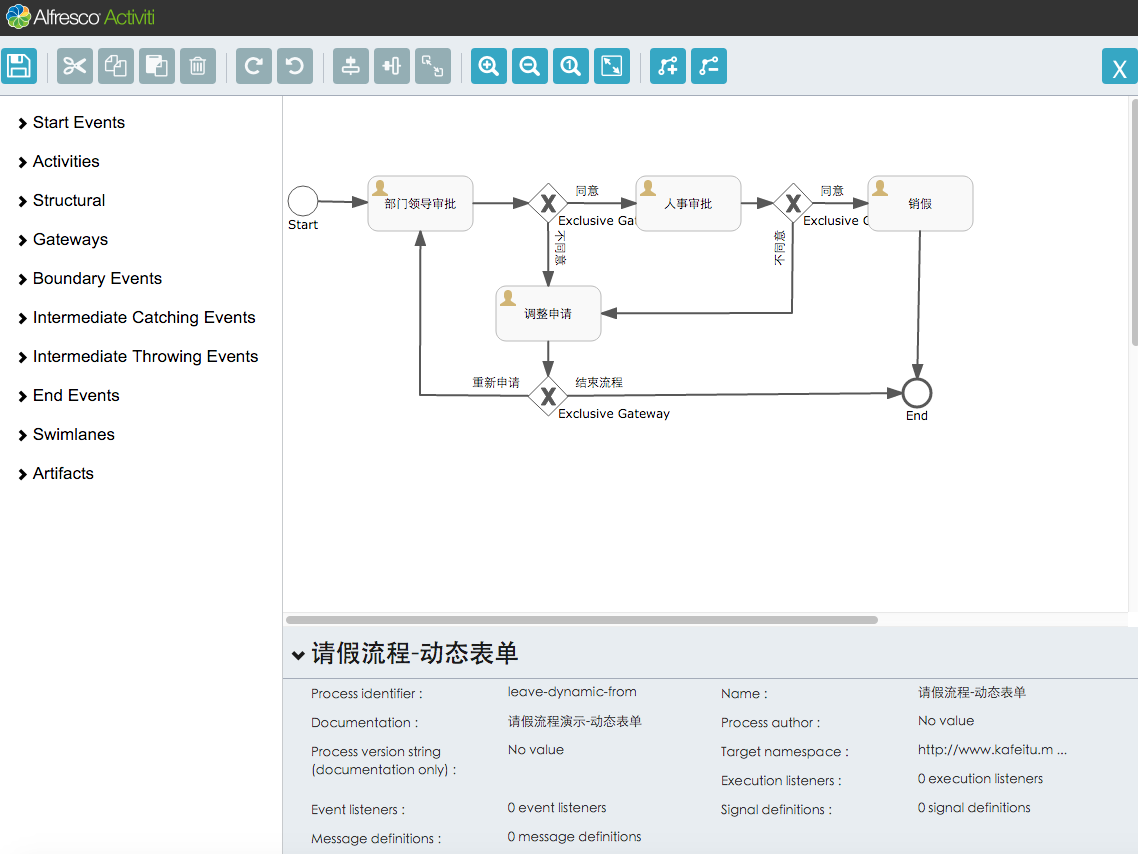 Alfresco Activiti
X
Start Events
Activities
Structural
Gateways
Boundary Events
Intermediate Catching Events
Intermediate Throwing Events
End Events
Swimlanes
Artifacts
Start
部门领导审批
同意
Exclusive Gat
不同意
人事审批
同意
Exclusive G
不同意
销假
调整申请
重新申请
结束流程
Exclusive Gateway
End
请假流程-动态表单
Process identifier : leave-dynamic-from Name : 请假流程-动态表单
Documentation : 请假流程演示-动态表单 Process author : No value
Process version string (documentation only) : No value Target namespace : http://www.kafeitu.m ...
Execution listeners : 0 execution listeners
Event listeners : 0 event listeners Signal definitions : 0 signal definitions
Message definitions : 0 message definitions